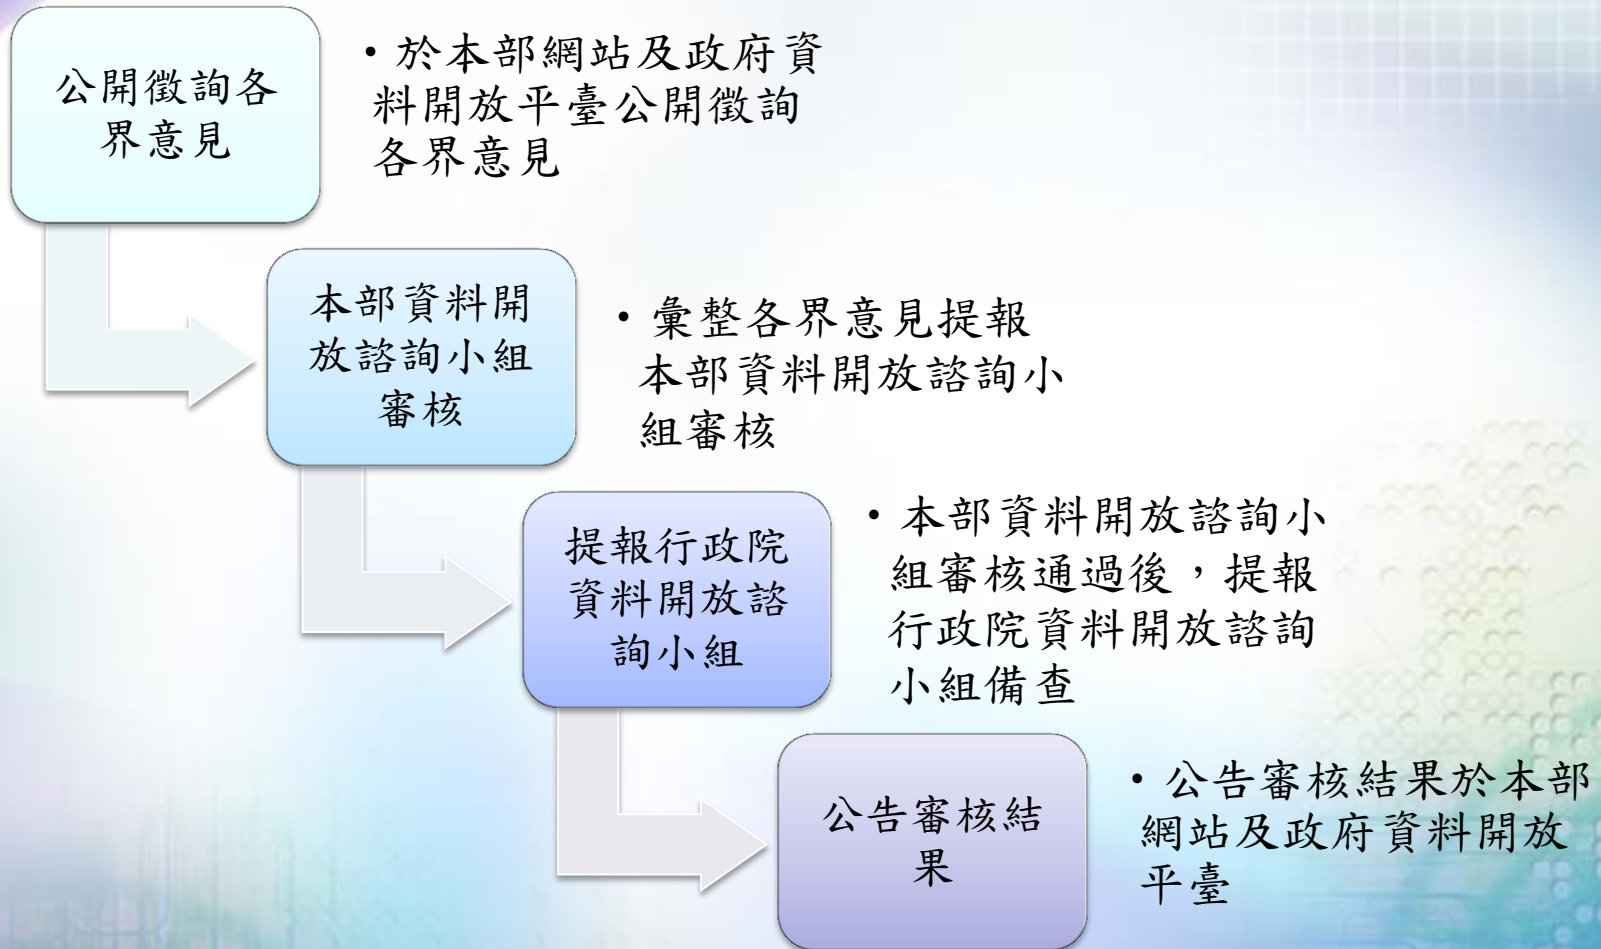 公開徵詢各
界意見
•於本部網站及政府資
料開放平臺公開徵詢
各界意見
本部資料開
放諮詢小組
審核
•彙整各界意見提報
本部資料開放諮詢小
組審核
提報行政院
資料開放諮
詢小組
•本部資料開放諮詢小
組審核通過後，提報
行政院資料開放諮詢
小組備查
公告審核結
果
•公告審核結果於本部
網站及政府資料開放
平臺